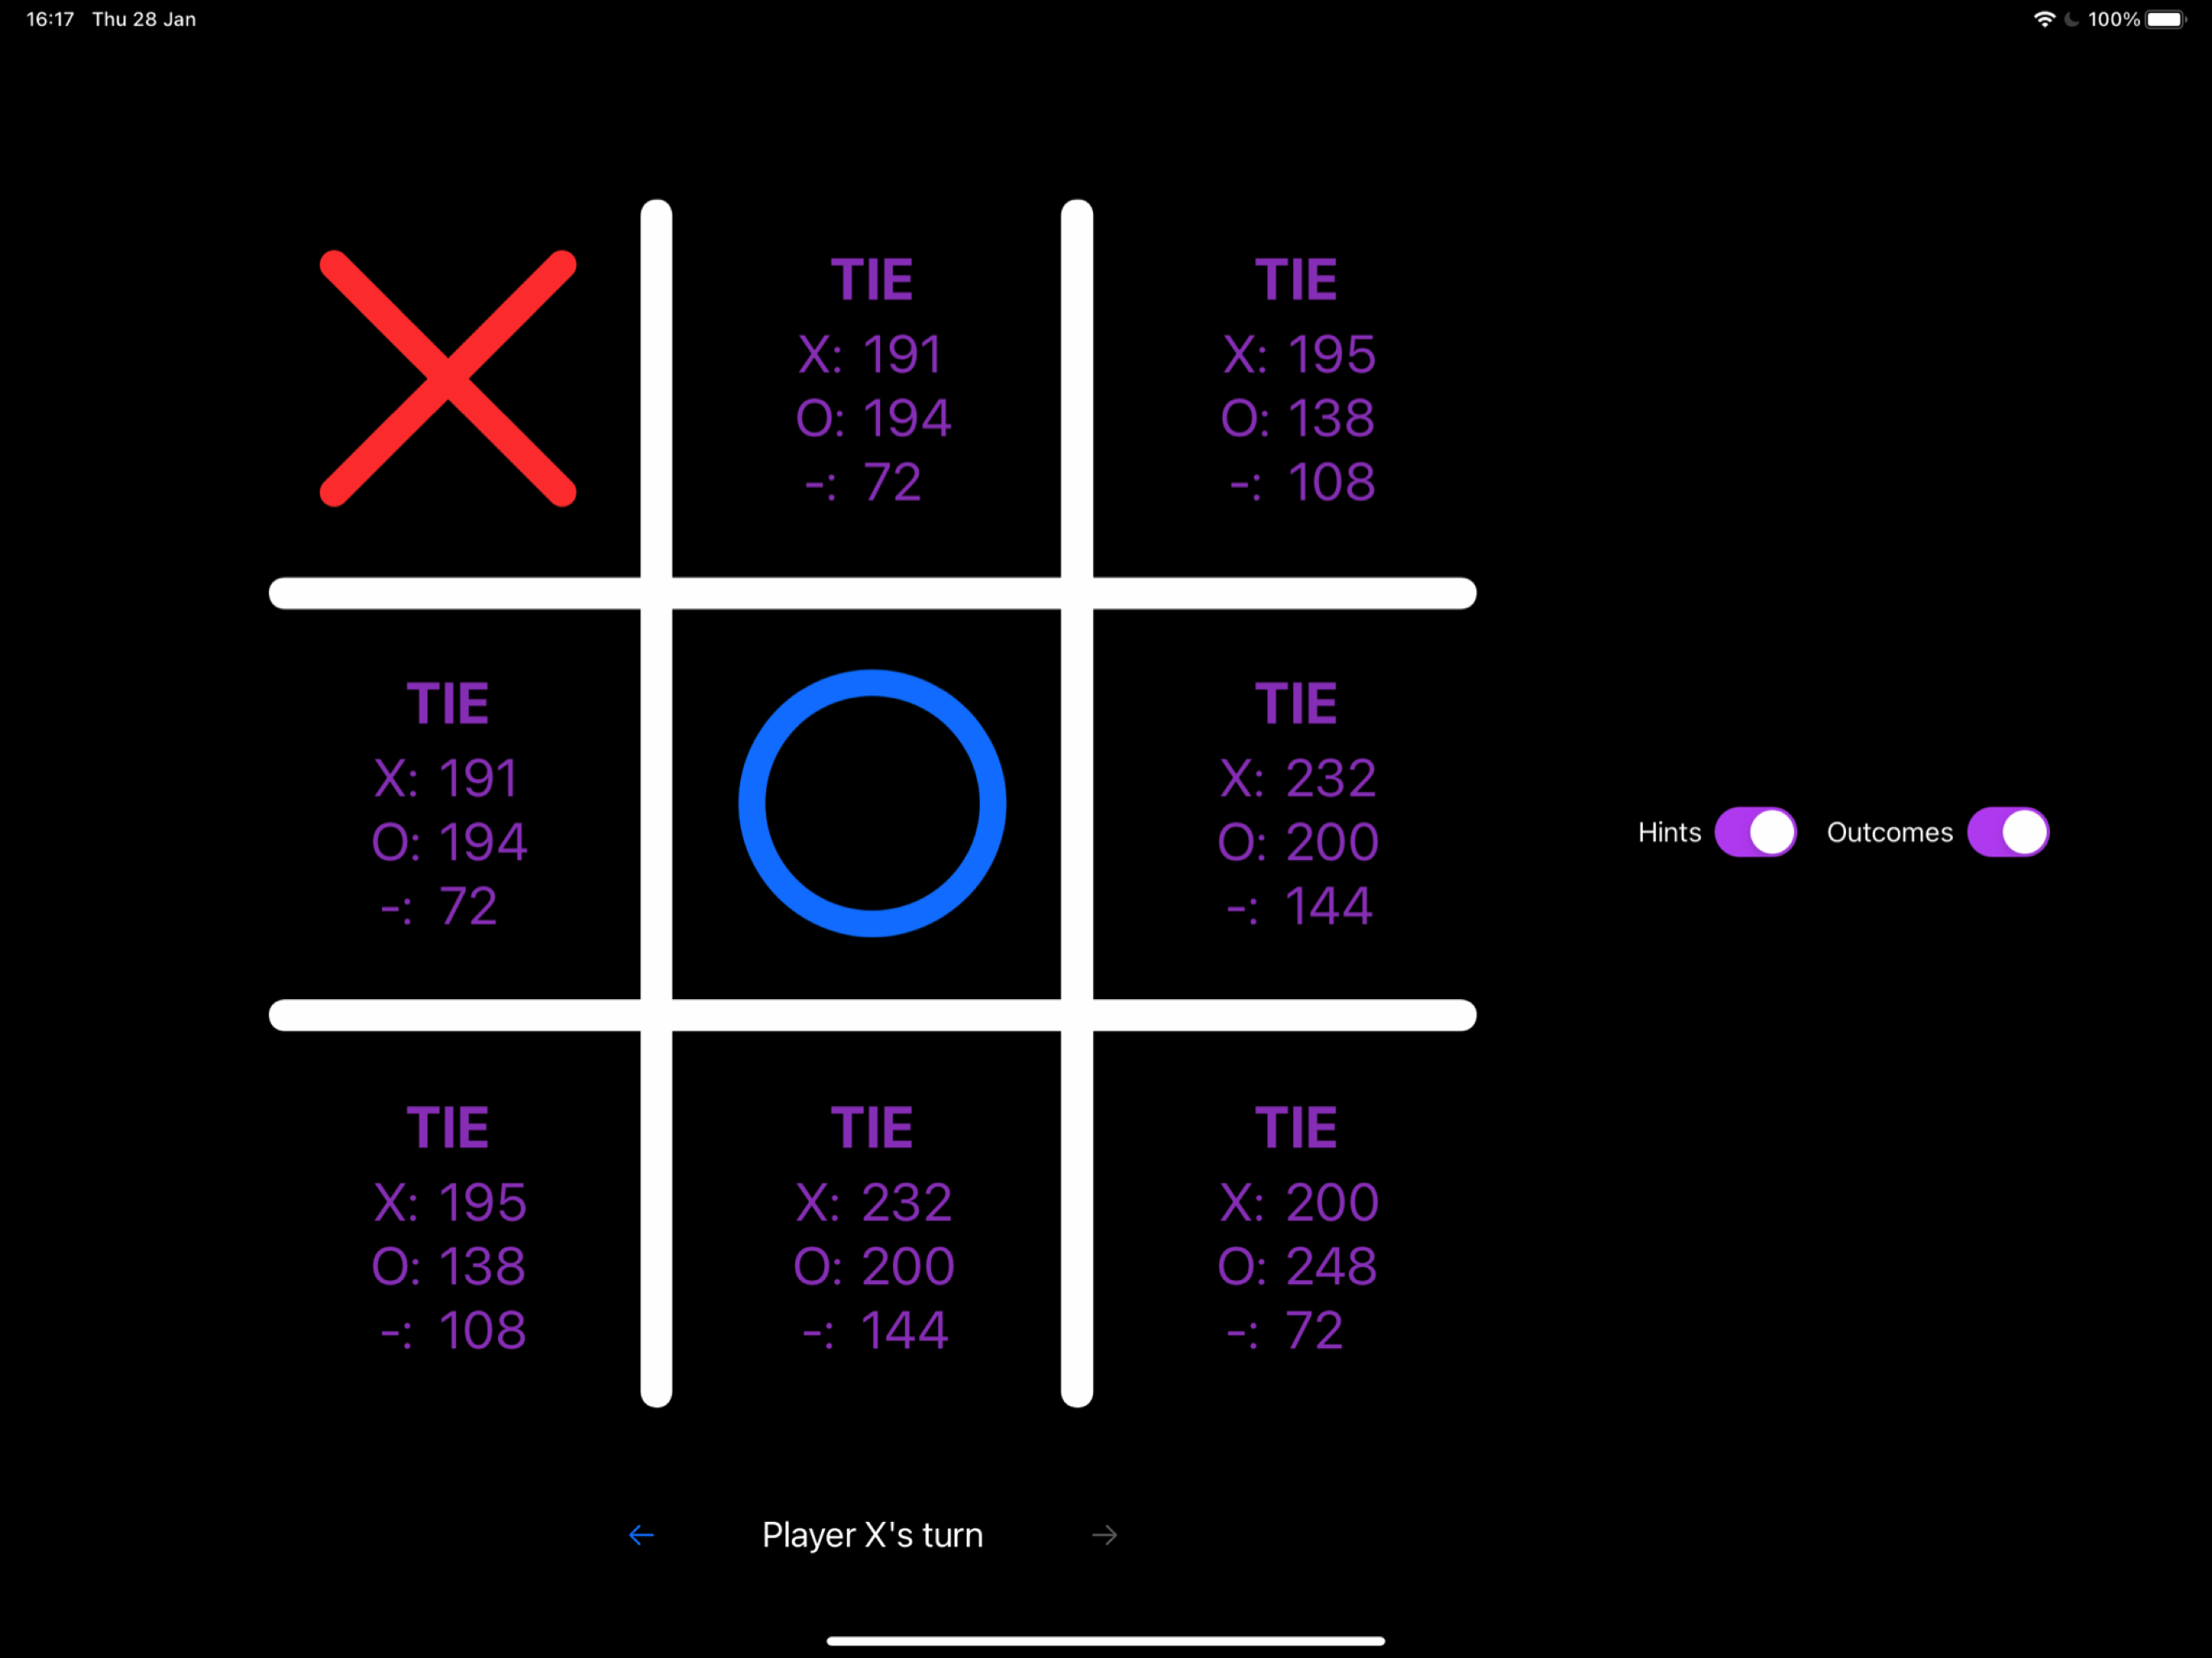 16:17 Thu 28 Jan
100%
TIE
X: 191
O: 194
-: 72
TIE
X: 195
O: 138
-: 108
TIE
X: 191
O: 194
-: 72
TIE
X: 232
O: 200
-: 144
Hints
Outcomes
TIE
X: 195
O: 138
-: 108
TIE
X: 232
O: 200
-: 144
TIE
X: 200
O: 248
-: 72
Player X's turn